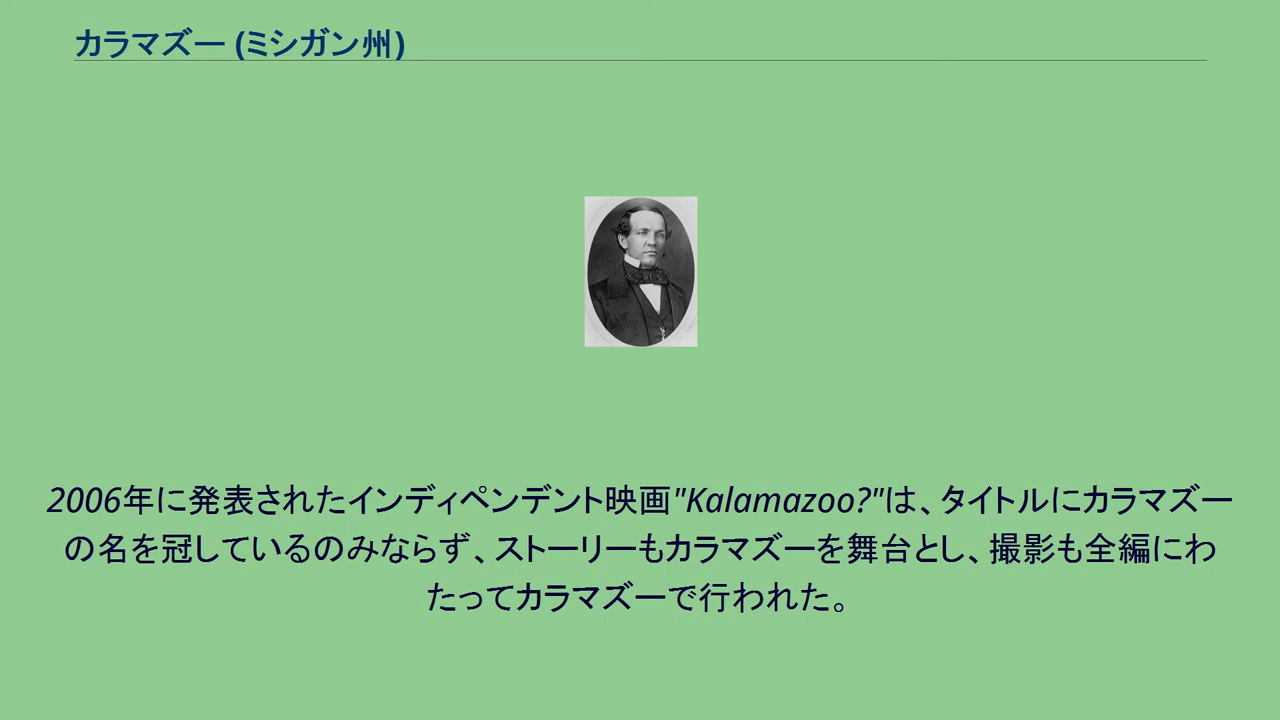 カラマズー (ミシガン州)
2006年に発表されたインディペンデント映画"Kalamazoo?"は、タイトルにカラマズー
の名を冠しているのみならず、ストーリーもカラマズーを舞台とし、撮影も全編にわ
たってカラマズーで行われた。